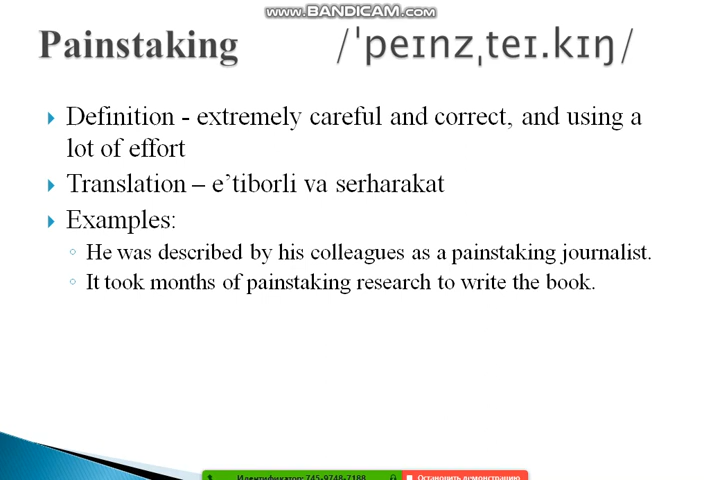 www.BANDICAM.com
Painstaking /ˈpeɪnzˌteɪ.kɪŋ/
Definition - extremely careful and correct, and using a
lot of effort
Translation – e’tiborli va serharakat
Examples:
He was described by his colleagues as a painstaking journalist.
It took months of painstaking research to write the book.
Идентификатор: 745-9748-7188 Остановить демонстрацию